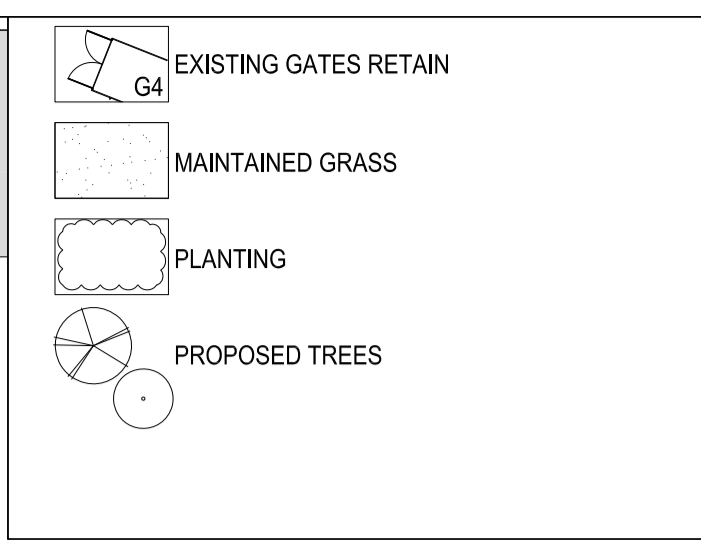 G4
EXISTING GATES RETAIN
MAINTAINED GRASS
PLANTING
PROPOSED TREES